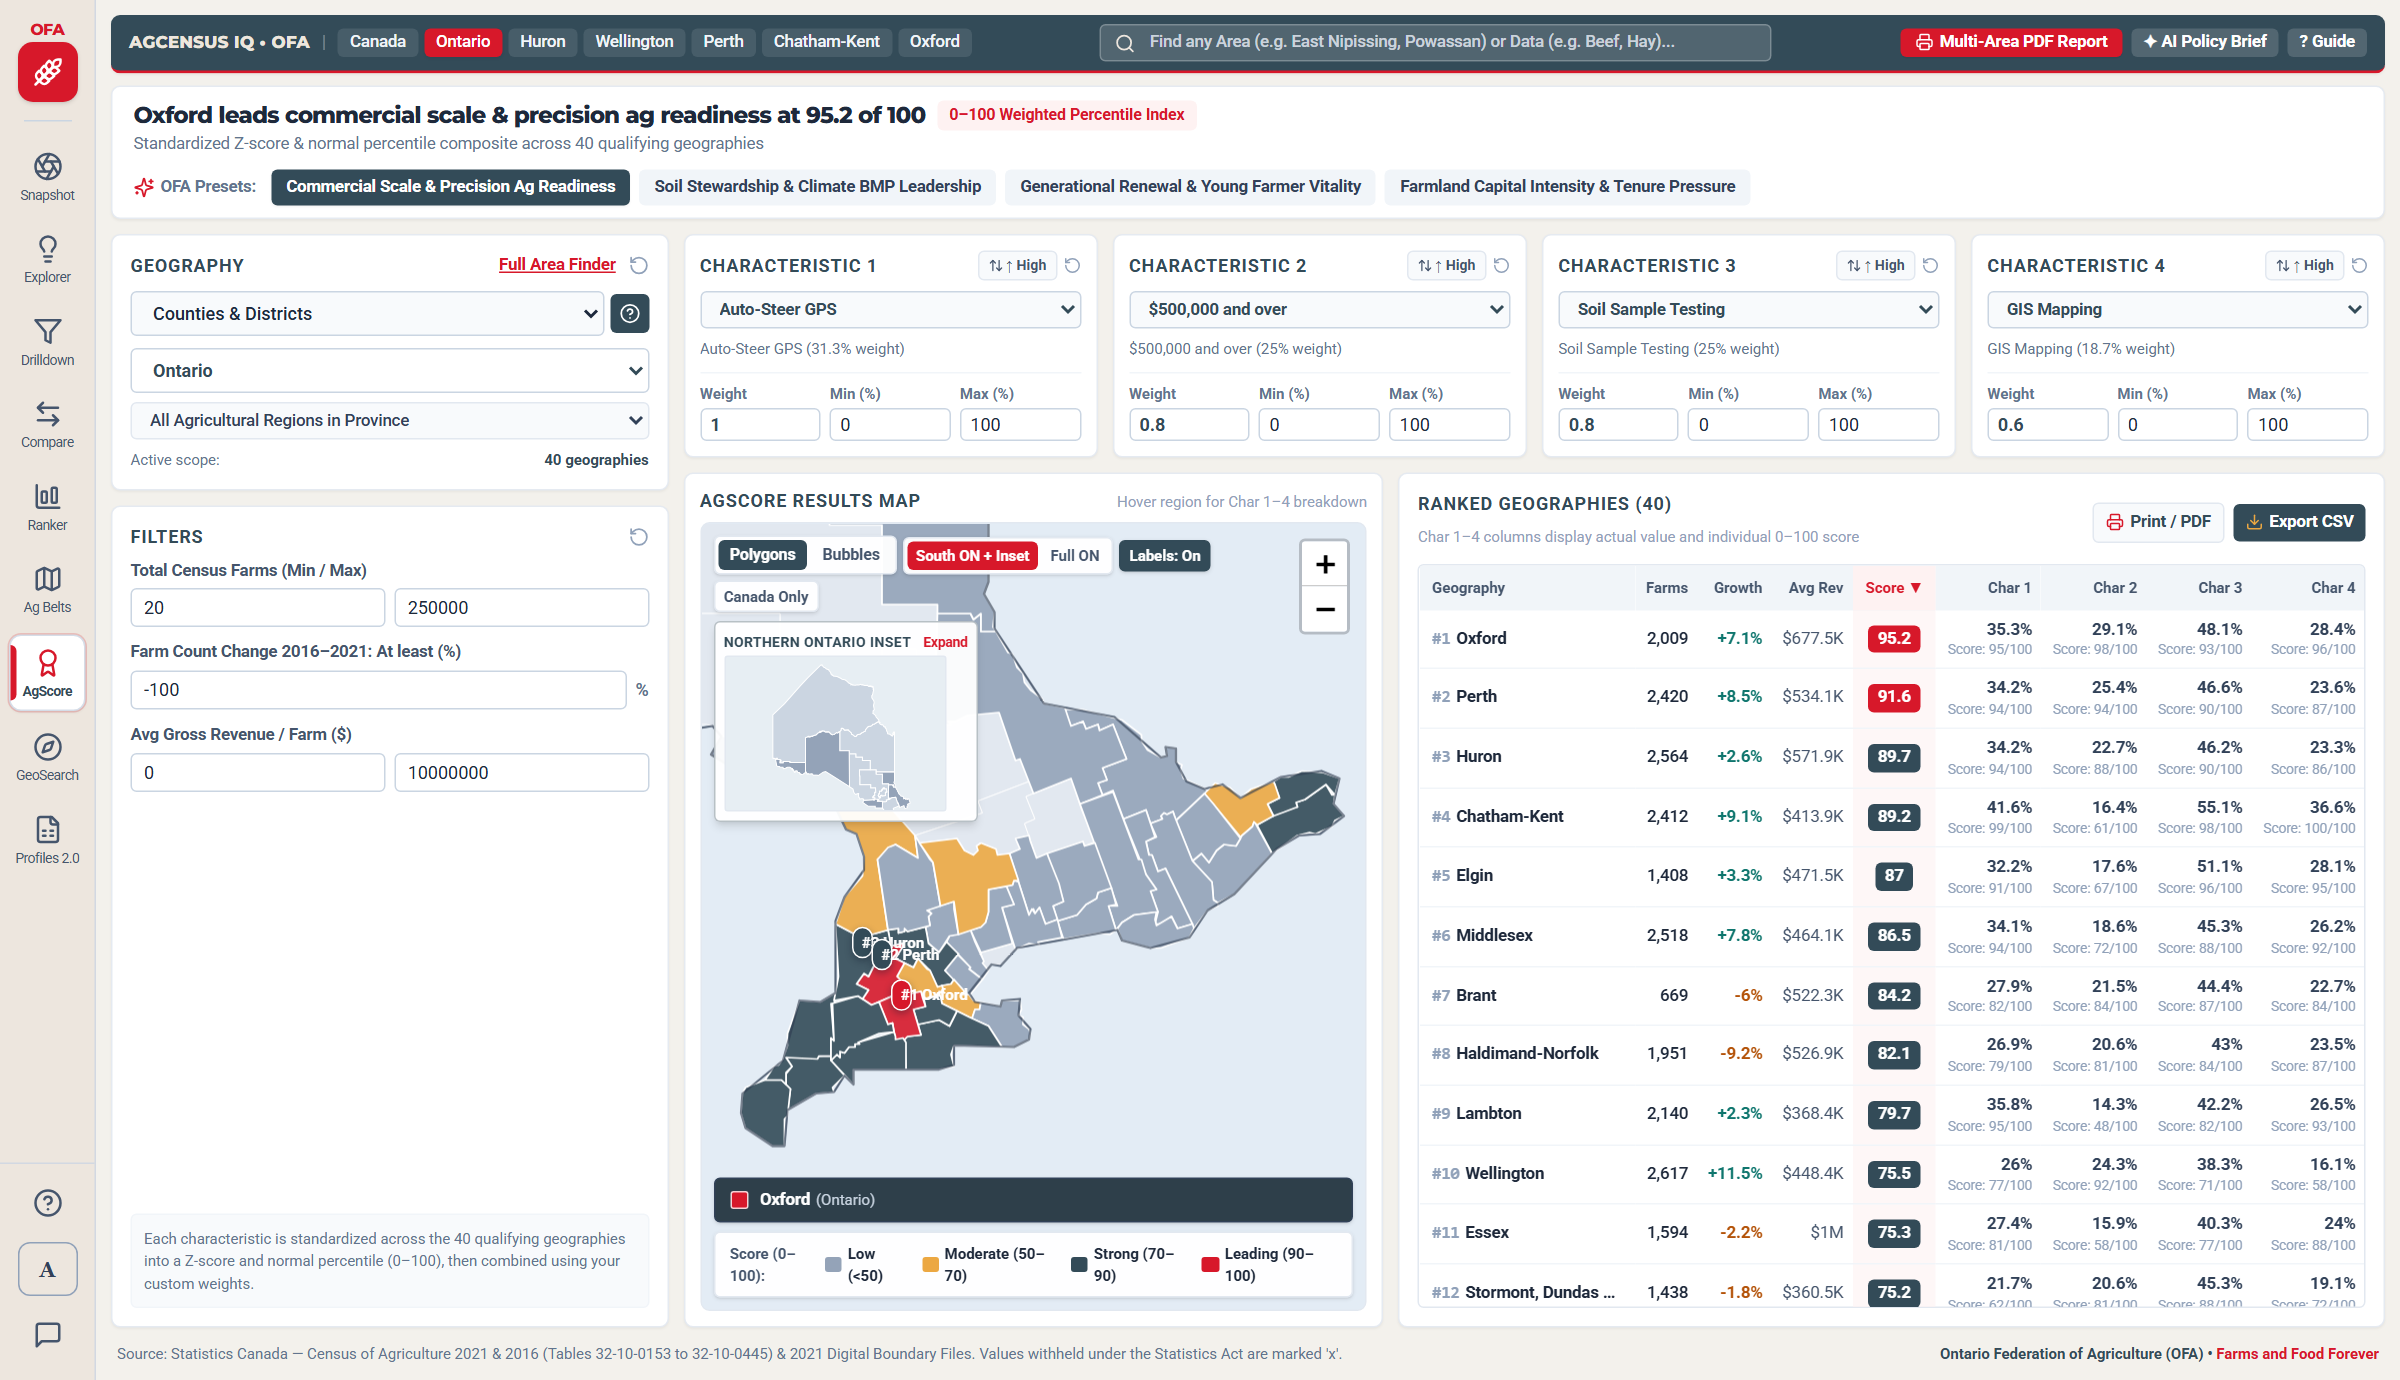 OFA
Snapshot
Explorer
Drilldown
Compare
Ranker
Ag Belts
AgScore
GeoSearch
Profiles 2.0
A
AGCENSUS IQ • OFA | Canada Ontario Huron Wellington Perth Chatham-Kent Oxford
Find any Area (e.g. East Nipissing, Powassan) or Data (e.g. Beef, Hay)...
Multi-Area PDF Report ✦ AI Policy Brief ? Guide
Oxford leads commercial scale & precision ag readiness at 95.2 of 100 0–100 Weighted Percentile Index
Standardized Z-score & normal percentile composite across 40 qualifying geographies
OFA Presets: Commercial Scale & Precision Ag Readiness Soil Stewardship & Climate BMP Leadership Generational Renewal & Young Farmer Vitality Farmland Capital Intensity & Tenure Pressure
GEOGRAPHY Full Area Finder
Counties & Districts
Ontario
All Agricultural Regions in Province
Active scope: 40 geographies
FILTERS
Total Census Farms (Min / Max)
20 250000
Farm Count Change 2016–2021: At least (%)
-100 %
Avg Gross Revenue / Farm ($)
0 10000000
Each characteristic is standardized across the 40 qualifying geographies
into a Z-score and normal percentile (0–100), then combined using your
custom weights.
CHARACTERISTIC 1 ↑ High
Auto-Steer GPS
Auto-Steer GPS (31.3% weight)
Weight Min (%) Max (%)
1 0 100
CHARACTERISTIC 2 ↑ High
$500,000 and over
$500,000 and over (25% weight)
Weight Min (%) Max (%)
0.8 0 100
CHARACTERISTIC 3 ↑ High
Soil Sample Testing
Soil Sample Testing (25% weight)
Weight Min (%) Max (%)
0.8 0 100
CHARACTERISTIC 4 ↑ High
GIS Mapping
GIS Mapping (18.7% weight)
Weight Min (%) Max (%)
0.6 0 100
AGSCORE RESULTS MAP Hover region for Char 1–4 breakdown
Polygons Bubbles South ON + Inset Full ON Labels: On
Canada Only
+
−
NORTHERN ONTARIO INSET Expand
#2 Perth
#1 Oxford
Oxford (Ontario)
Score (0–100): Low (<50) Moderate (50–70) Strong (70–90) Leading (90–100)
RANKED GEOGRAPHIES (40)
Char 1–4 columns display actual value and individual 0–100 score
Print / PDF Export CSV
Geography Farms Growth Avg Rev Score ▼ Char 1 Char 2 Char 3 Char 4
#1 Oxford 2,009 +7.1% $677.5K 95.2 35.3% 29.1% 48.1% 28.4%
Score: 95/100 Score: 98/100 Score: 93/100 Score: 96/100
#2 Perth 2,420 +8.5% $534.1K 91.6 34.2% 25.4% 46.6% 23.6%
Score: 94/100 Score: 94/100 Score: 90/100 Score: 87/100
#3 Huron 2,564 +2.6% $571.9K 89.7 34.2% 22.7% 46.2% 23.3%
Score: 94/100 Score: 88/100 Score: 90/100 Score: 86/100
#4 Chatham-Kent 2,412 +9.1% $413.9K 89.2 41.6% 16.4% 55.1% 36.6%
Score: 99/100 Score: 61/100 Score: 98/100 Score: 100/100
#5 Elgin 1,408 +3.3% $471.5K 87 32.2% 17.6% 51.1% 28.1%
Score: 91/100 Score: 67/100 Score: 96/100 Score: 95/100
#6 Middlesex 2,518 +7.8% $464.1K 86.5 34.1% 18.6% 45.3% 26.2%
Score: 94/100 Score: 72/100 Score: 88/100 Score: 92/100
#7 Brant 669 -6% $522.3K 84.2 27.9% 21.5% 44.4% 22.7%
Score: 82/100 Score: 84/100 Score: 87/100 Score: 84/100
#8 Haldimand-Norfolk 1,951 -9.2% $526.9K 82.1 26.9% 20.6% 43% 23.5%
Score: 79/100 Score: 81/100 Score: 84/100 Score: 87/100
#9 Lambton 2,140 +2.3% $368.4K 79.7 35.8% 14.3% 42.2% 26.5%
Score: 95/100 Score: 48/100 Score: 82/100 Score: 93/100
#10 Wellington 2,617 +11.5% $448.4K 75.5 26% 24.3% 38.3% 16.1%
Score: 77/100 Score: 92/100 Score: 71/100 Score: 58/100
#11 Essex 1,594 -2.2% $1M 75.3 27.4% 15.9% 40.3% 24%
Score: 81/100 Score: 58/100 Score: 77/100 Score: 88/100
#12 Stormont, Dundas ... 1,438 -1.8% $360.5K 75.2 21.7% 20.6% 45.3% 19.1%
Score: 62/100 Score: 81/100 Score: 88/100 Score: 72/100
Source: Statistics Canada — Census of Agriculture 2021 & 2016 (Tables 32-10-0153 to 32-10-0445) & 2021 Digital Boundary Files. Values withheld under the Statistics Act are marked 'x'.
Ontario Federation of Agriculture (OFA) • Farms and Food Forever